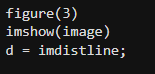 figure(3)
imshow(image)
d = imdistline;